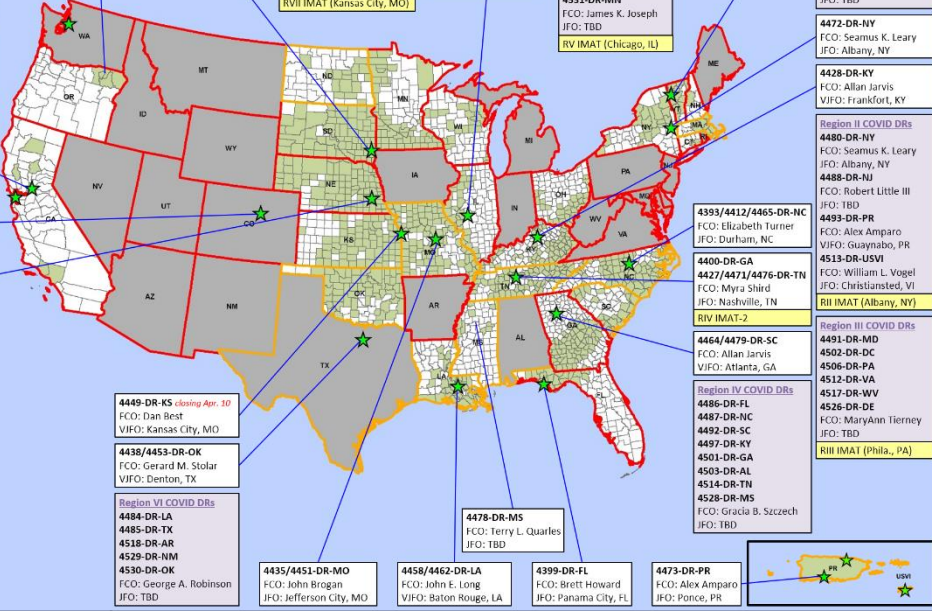 RVII IMAT (Kansas City, MO)
4531-DR-MN
FCO: James K. Joseph
JFO: TBD
RV IMAT (Chicago, IL)
JFO: TBD
4472-DR-NY
FCO: Seamus K. Leary
JFO: Albany, NY
4428-DR-KY
FCO: Allan Jarvis
VJFO: Frankfort, KY
Region II COVID DRs
4480-DR-NY
FCO: Seamus K. Leary
JFO: Albany, NY
4488-DR-NJ
FCO: Robert Little III
JFO: TBD
4493-DR-PR
FCO: Alex Amparo
VJFO: Guaynabo, PR
4513-DR-USVI
FCO: William L. Vogel
JFO: Christiansted, VI
RII IMAT (Albany, NY)
Region III COVID DRs
4491-DR-MD
4502-DR-DC
4506-DR-PA
4512-DR-VA
4517-DR-WV
4526-DR-DE
FCO: MaryAnn Tierney
JFO: TBD
RIII IMAT (Phila., PA)
4393/4412/4465-DR-NC
FCO: Elizabeth Turner
JFO: Durham, NC
4400-DR-GA
4427/4471/4476-DR-TN
FCO: Myra Shird
JFO: Nashville, TN
RIV IMAT-2
4464/4479-DR-SC
FCO: Allan Jarvis
VJFO: Atlanta, GA
Region IV COVID DRs
4486-DR-FL
4487-DR-NC
4492-DR-SC
4497-DR-KY
4501-DR-GA
4503-DR-AL
4514-DR-TN
4528-DR-MS
FCO: Gracia B. Szczech
JFO: TBD
WA
MT
ND
MN
ME
OR
ID
SD
WI
MI
NY
VT
NH
MA
CT
RI
WY
IA
PA
NJ
NV
UT
CO
NE
IN
OH
WV
MD
VA
CA
KS
MO
IL
KY
NC
AZ
NM
OK
AR
TN
SC
TX
LA
MS
AL
GA
FL
4449-DR-KS closing Apr. 10
FCO: Dan Best
VJFO: Kansas City, MO
4438/4453-DR-OK
FCO: Gerard M. Stolar
VJFO: Denton, TX
Region VI COVID DRs
4484-DR-LA
4485-DR-TX
4518-DR-AR
4529-DR-NM
4530-DR-OK
FCO: George A. Robinson
JFO: TBD
4478-DR-MS
FCO: Terry L. Quarles
JFO: TBD
4435/4451-DR-MO
FCO: John Brogan
JFO: Jefferson City, MO
4458/4462-DR-LA
FCO: John E. Long
VJFO: Baton Rouge, LA
4399-DR-FL
FCO: Brett Howard
JFO: Panama City, FL
4473-DR-PR
FCO: Alex Amparo
JFO: Ponce, PR
PR
USVI